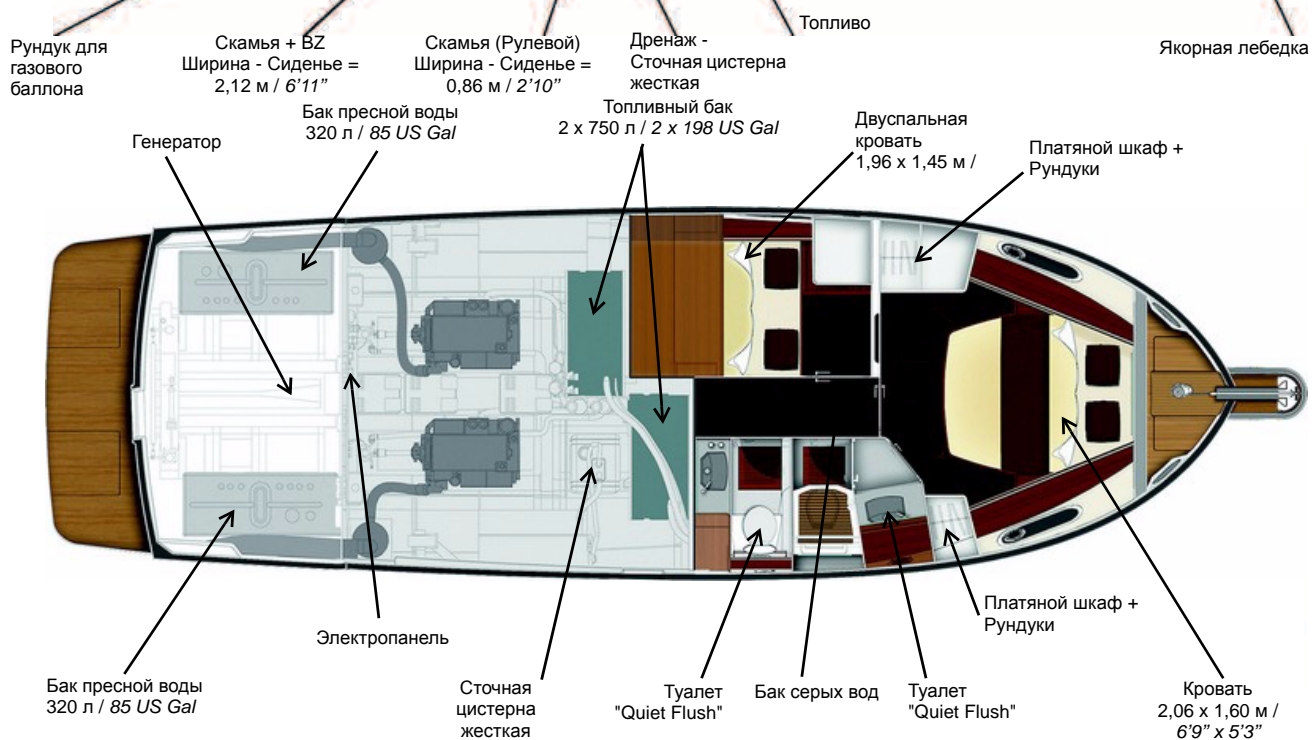 Топливо
Рундук для
газового
баллона
Скамья + BZ
Ширина - Сиденье =
2,12 м / 6’11”
Скамья (Рулевой)
Ширина - Сиденье =
0,86 м / 2’10”
Дренаж -
Сточная цистерна
жесткая
Якорная лебедка
Генератор
Бак пресной воды
320 л / 85 US Gal
Топливный бак
2 x 750 л / 2 x 198 US Gal
Двуспальная
кровать
1,96 x 1,45 м /
Платяной шкаф +
Рундуки
Бак пресной воды
320 л / 85 US Gal
Электропанель
Сточная
цистерна
жесткая
Туалет
"Quiet Flush"
Бак серых вод
Туалет
"Quiet Flush"
Платяной шкаф +
Рундуки
Кровать
2,06 x 1,60 м /
6’9” x 5’3”